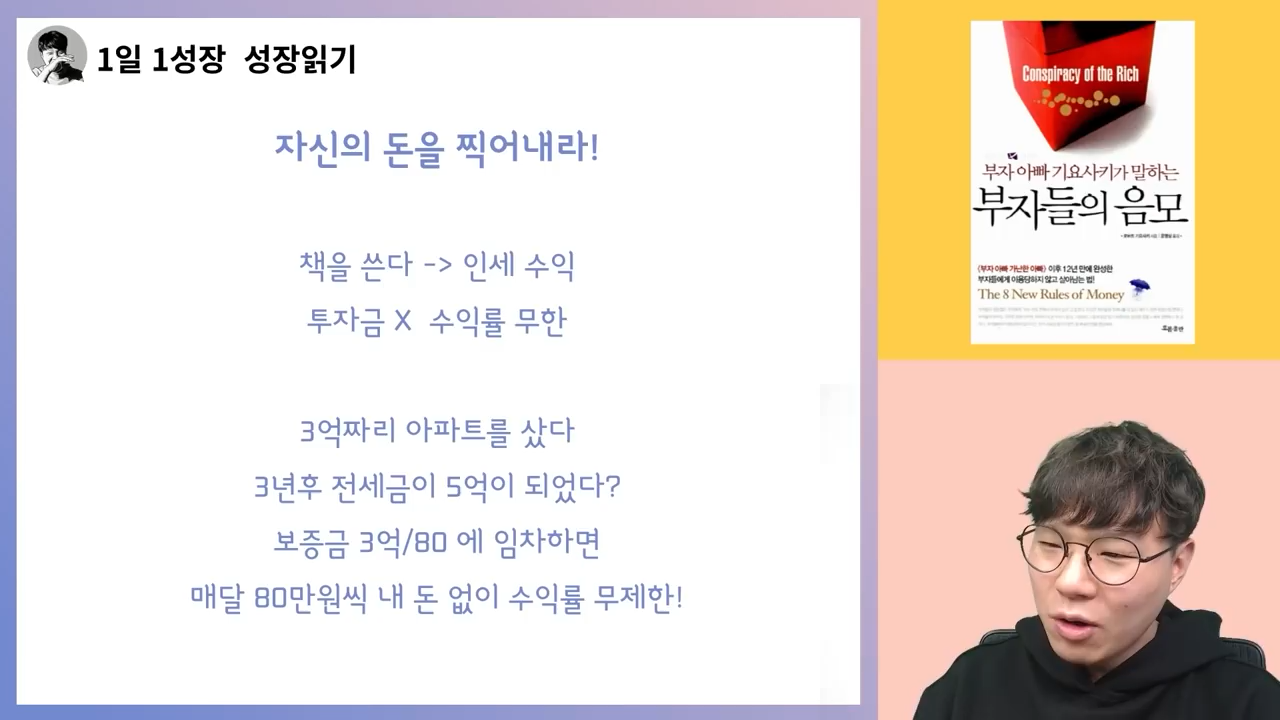 1일 1성장 성장읽기
자신의 돈을 찍어내라!
책을 쓴다 -> 인세 수익
투자금 X 수익률 무한
3억짜리 아파트를 샀다
3년후 전세금이 5억이 되었다?
보증금 3억/80 에 임차하면
매달 80만원씩 내 돈 없이 수익률 무제한!
Conspiracy of the Rich
부자 아빠 기요사키가 말하는
부자들의 음모
《부자 아빠 가난한 아빠》 이후 12년 만에 완성한
부자들에게 이용당하지 않고 살아남는 법!
The 8 New Rules of Money